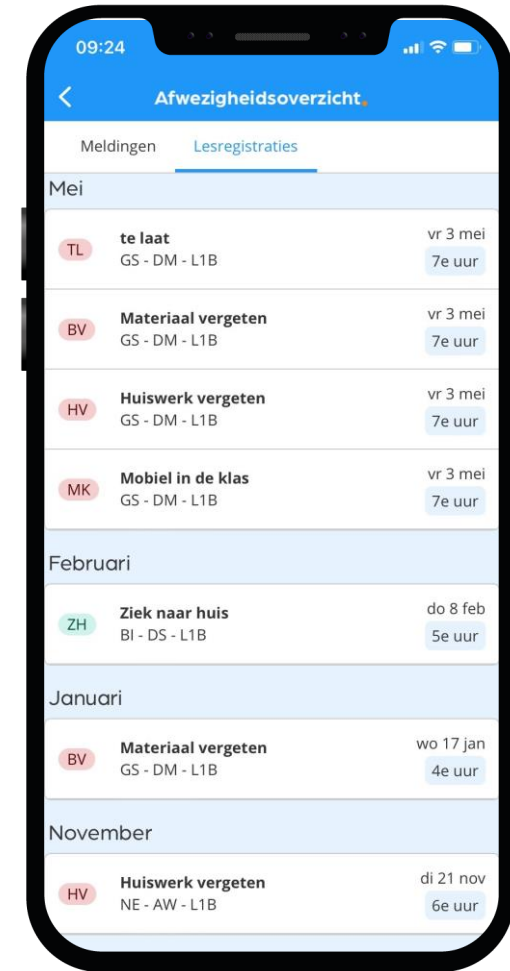 09:24
Afwezigheidsoverzicht.
Meldingen Lesregistraties
Mei
TL te laat vr 3 mei
GS - DM - L1B 7e uur
BV Materiaal vergeten vr 3 mei
GS - DM - L1B 7e uur
HV Huiswerk vergeten vr 3 mei
GS - DM - L1B 7e uur
MK Mobiel in de klas vr 3 mei
GS - DM - L1B 7e uur
Februari
ZH Ziek naar huis do 8 feb
BI - DS - L1B 5e uur
Januari
BV Materiaal vergeten wo 17 jan
GS - DM - L1B 4e uur
November
HV Huiswerk vergeten di 21 nov
NE - AW - L1B 6e uur